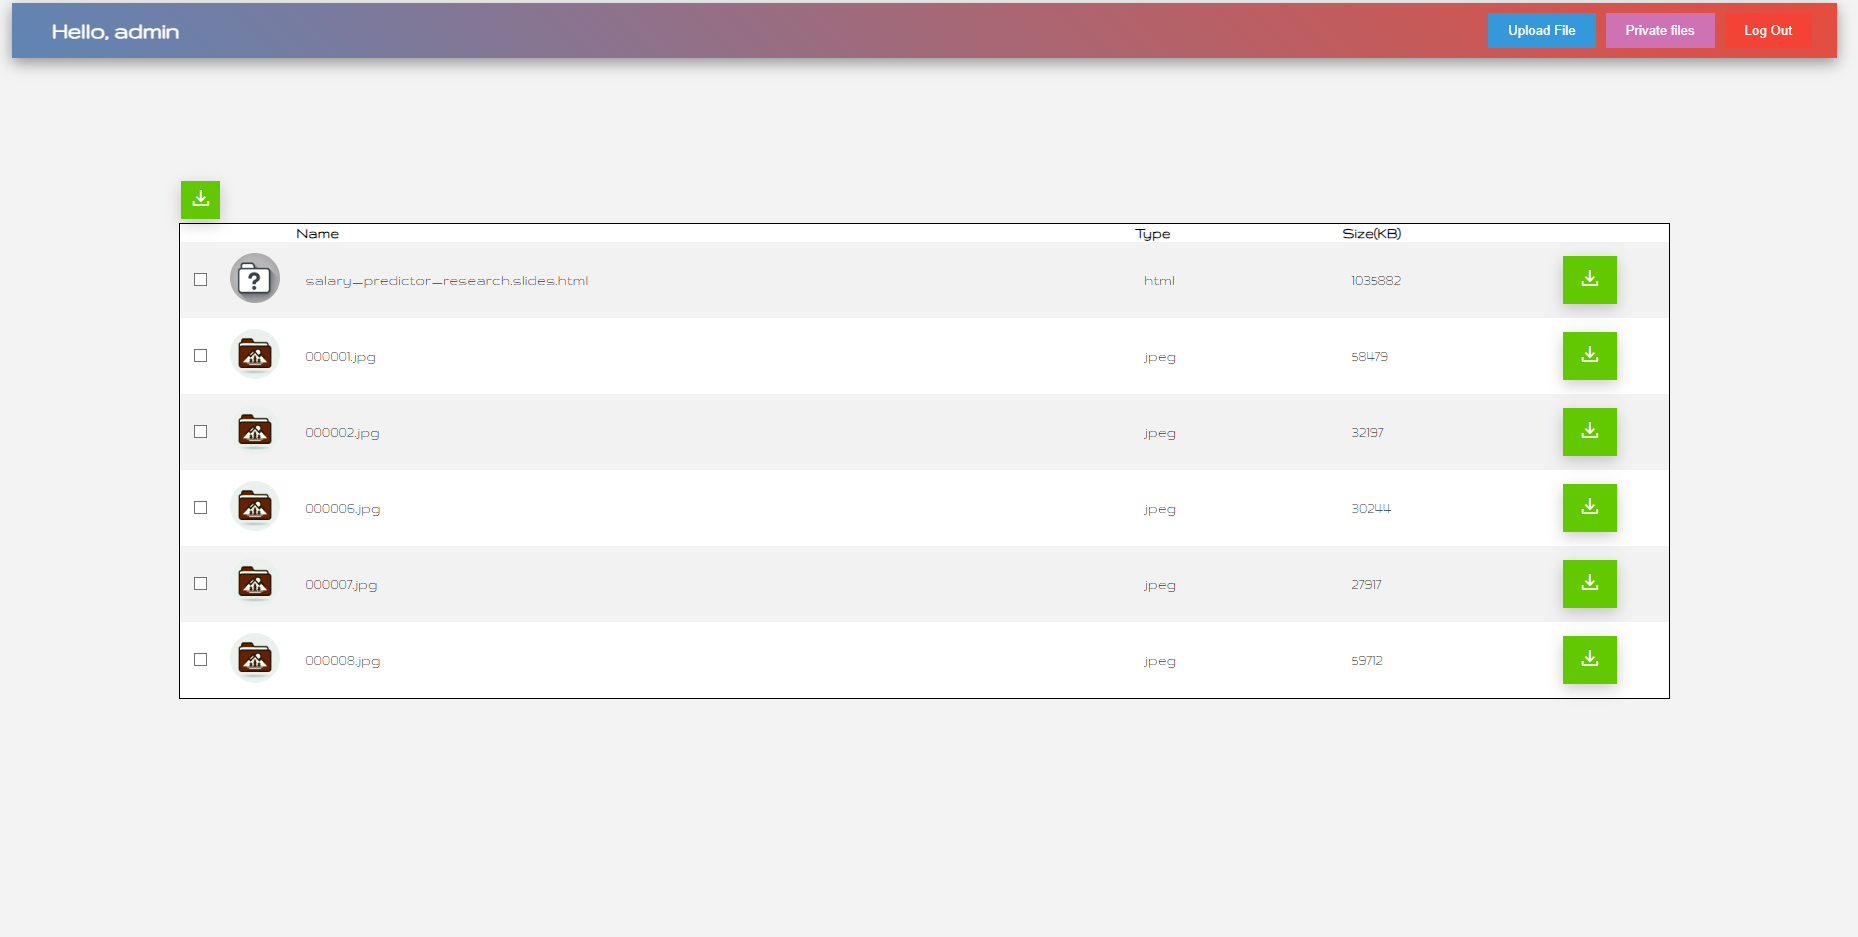 Hello, admin
Upload File
Private files
Log Out
Name Type Size(KB)
salary_predictor_research.slides.html html 1035882
000001.jpg jpeg 58479
000002.jpg jpeg 32197
000006.jpg jpeg 30244
000007.jpg jpeg 27917
000008.jpg jpeg 59712